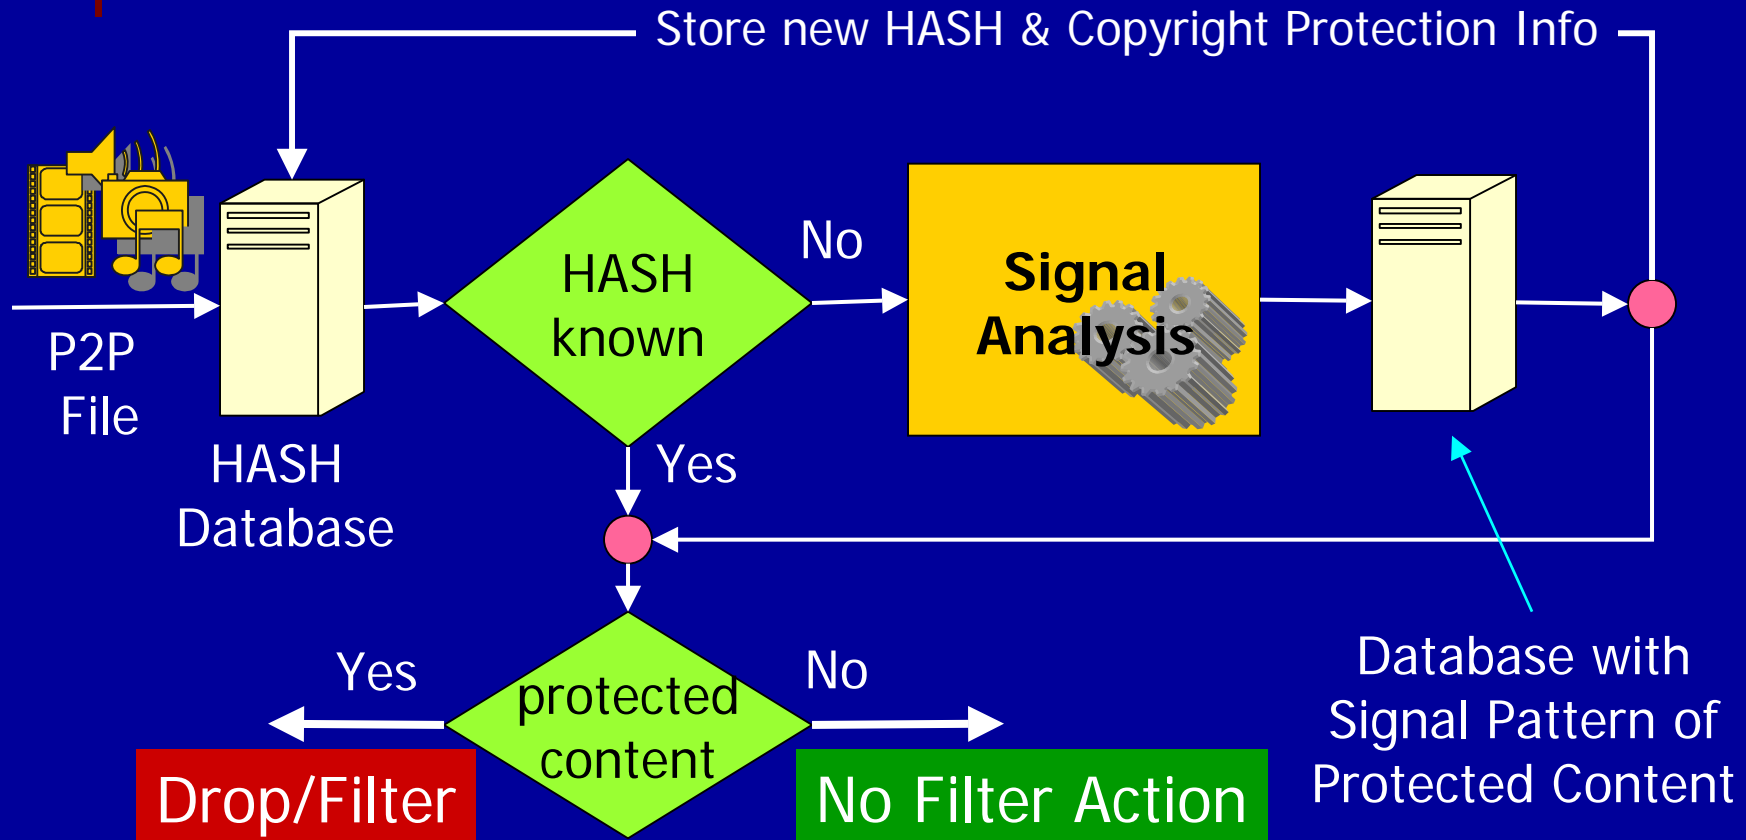 Store new HASH & Copyright Protection Info
P2P
File
HASH
Database
HASH
known
No
Yes
Signal
Analysis
Database with
Signal Pattern of
Protected Content
protected
content
Yes
No
Drop/Filter
No Filter Action